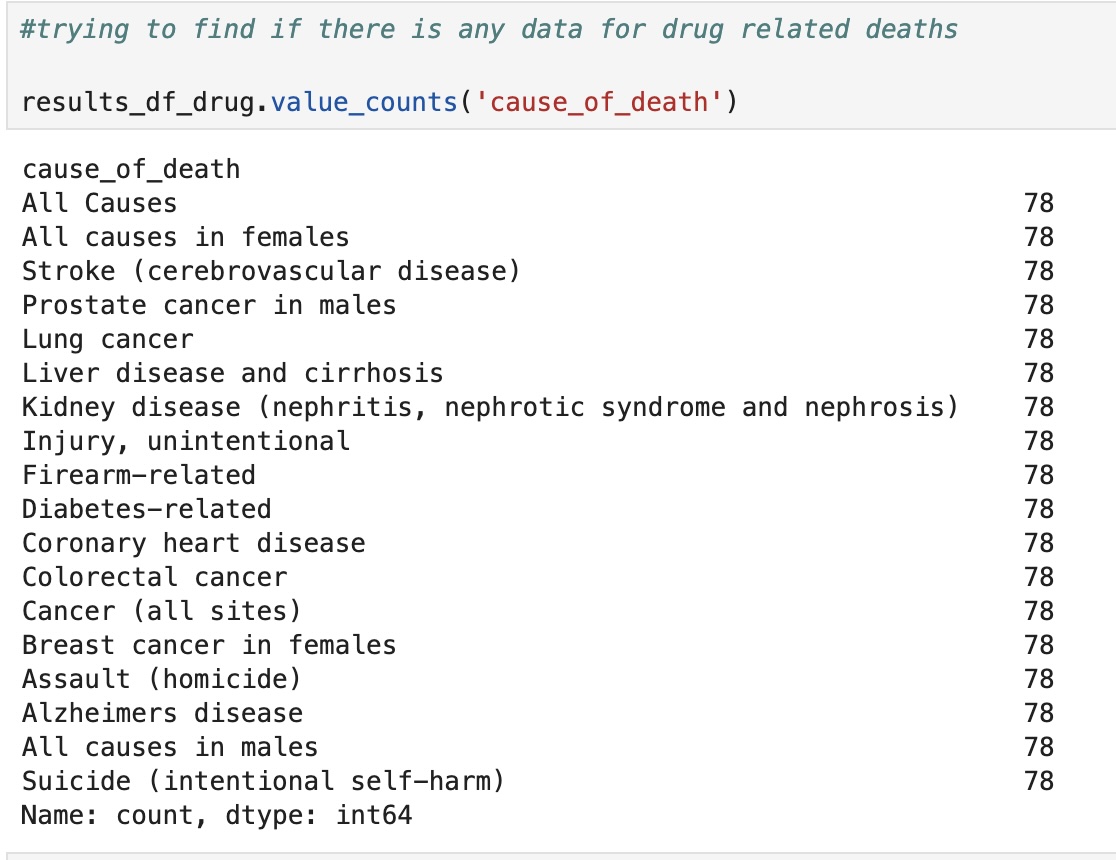 #trying to find if there is any data for drug related deaths
results_df_drug.value_counts('cause_of_death')
cause_of_death
All Causes 78
All causes in females 78
Stroke (cerebrovascular disease) 78
Prostate cancer in males 78
Lung cancer 78
Liver disease and cirrhosis 78
Kidney disease (nephritis, nephrotic syndrome and nephrosis) 78
Injury, unintentional 78
Firearm-related 78
Diabetes-related 78
Coronary heart disease 78
Colorectal cancer 78
Cancer (all sites) 78
Breast cancer in females 78
Assault (homicide) 78
Alzheimers disease 78
All causes in males 78
Suicide (intentional self-harm) 78
Name: count, dtype: int64